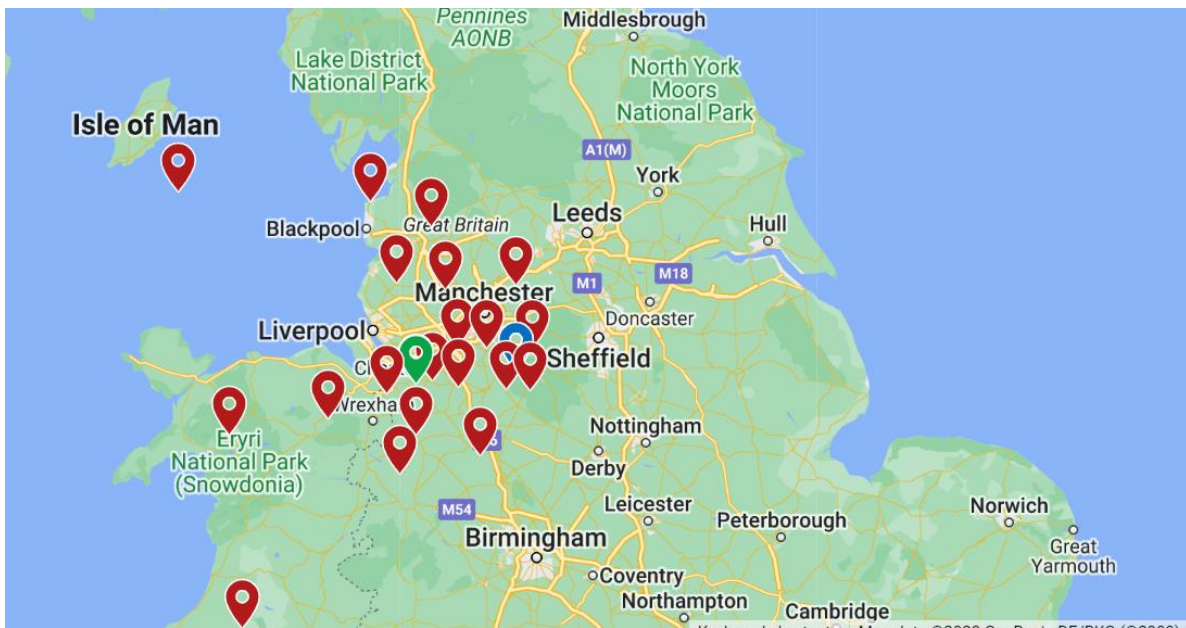 Pennines
AONB
Middlesbrough
Lake District
National Park
North York
Moors
National Park
Isle of Man
A1(M)
York
Leeds
Great Britain
Blackpool
Hull
M18
M1
Manchester
Doncaster
Liverpool
Sheffield
Wrexham
Eryri
National Park
(Snowdonia)
Nottingham
Derby
Leicester
Norwich
M54
Peterborough
Birmingham
Great
Yarmouth
Coventry
Northampton
Cambridge